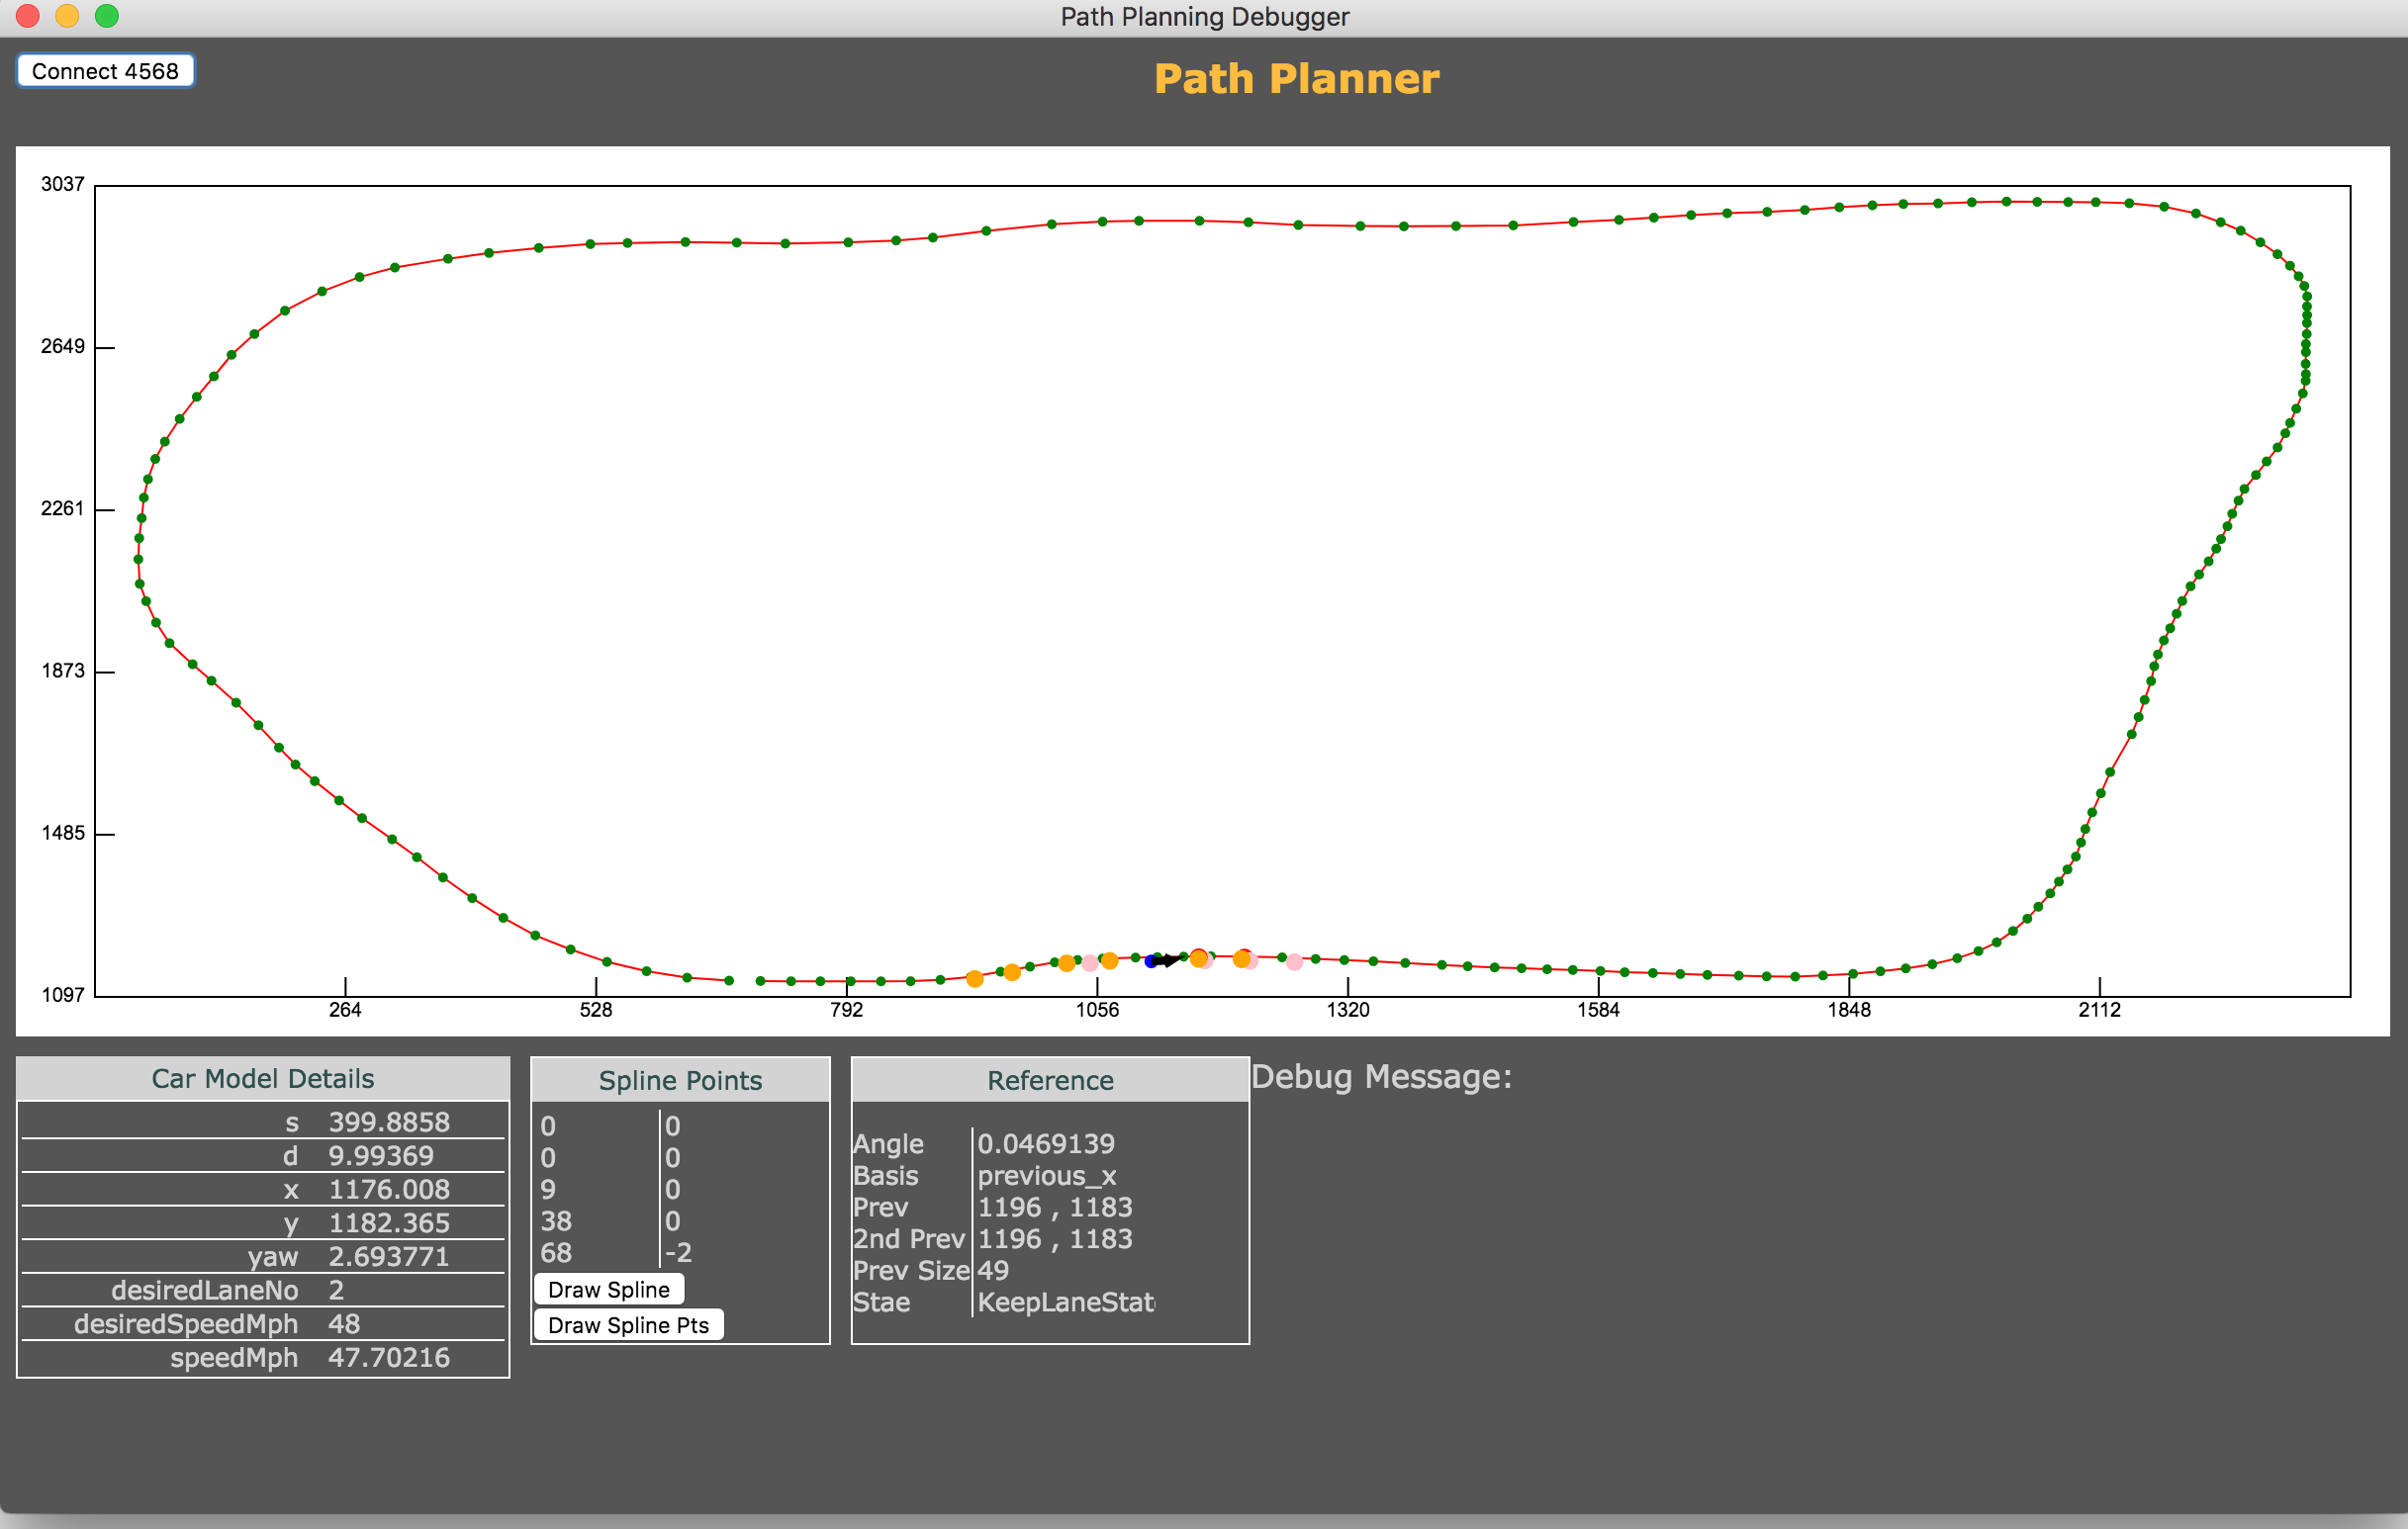 Path Planning Debugger
Connect 4568
Path Planner
3037
2649
2261
1873
1485
1097
264 528 792 1056 1320 1584 1848 2112
Car Model Details
s 399.8858
d 9.99369
x 1176.008
y 1182.365
yaw 2.693771
desiredLaneNo 2
desiredSpeedMph 48
speedMph 47.70216
Spline Points
0 0
0 0
9 0
38 0
68 -2
Draw Spline
Draw Spline Pts
Reference
Angle 0.0469139
Basis previous_x
Prev 1196 , 1183
2nd Prev 1196 , 1183
Prev Size 49
Stae KeepLaneStat
Debug Message: